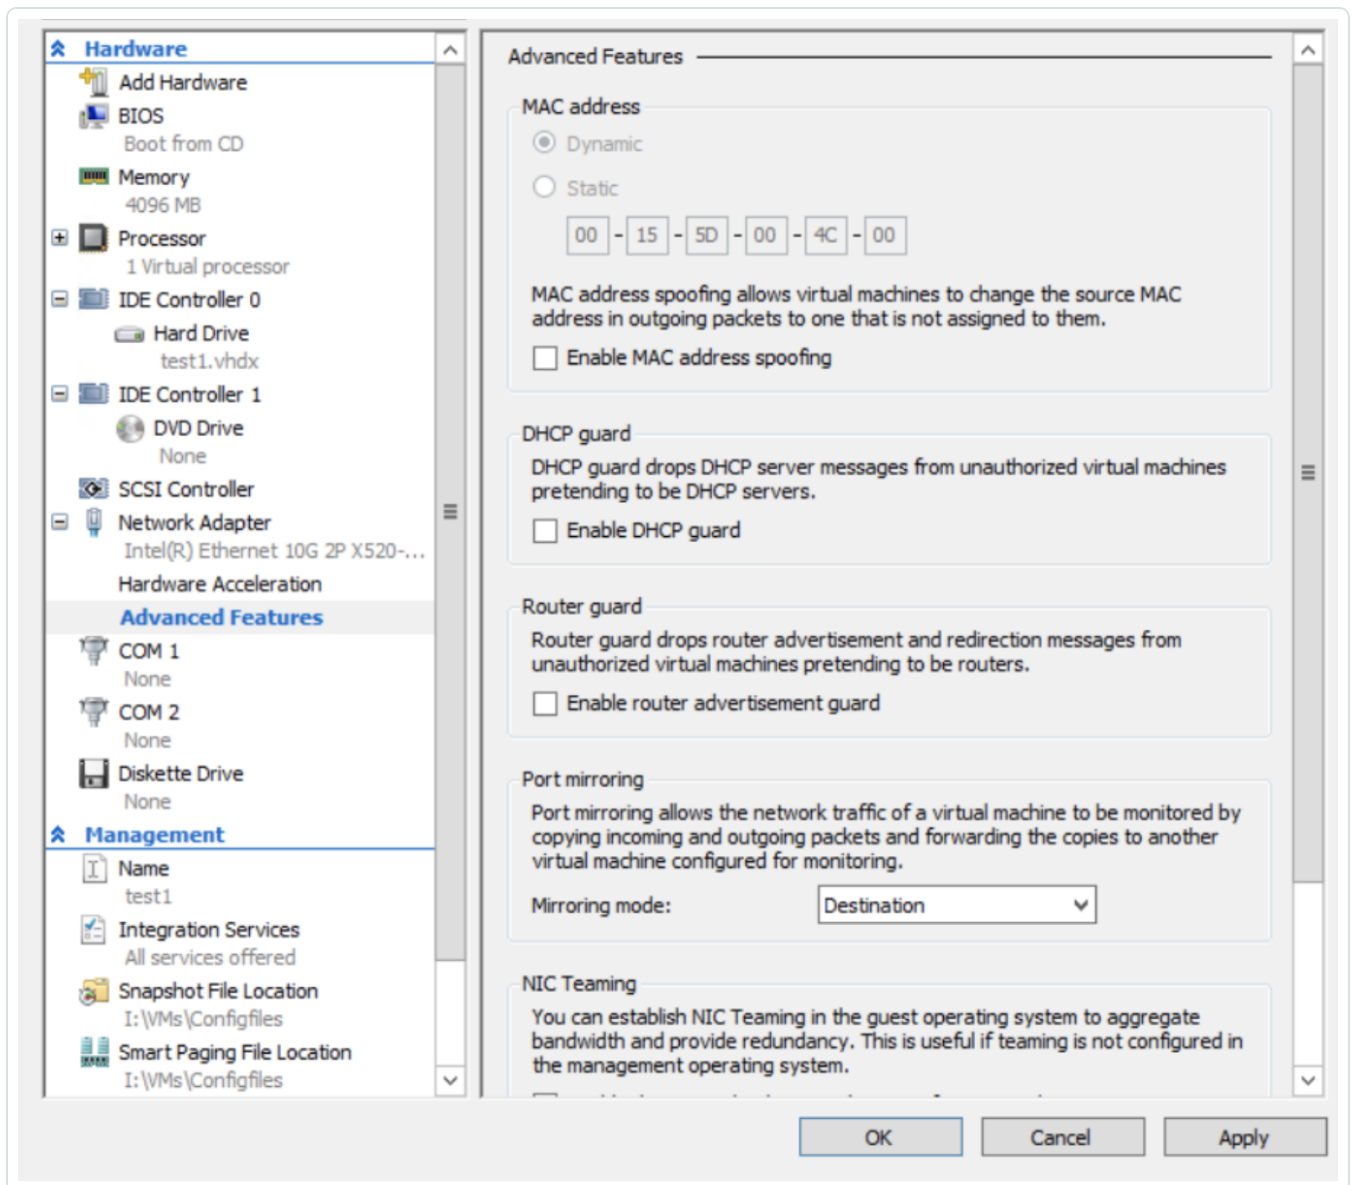 Hardware
Add Hardware
BIOS
Boot from CD
Memory
4096 MB
Processor
1 Virtual processor
IDE Controller 0
Hard Drive
test1.vhdx
IDE Controller 1
DVD Drive
None
SCSI Controller
Network Adapter
Intel(R) Ethernet 10G 2P X520-...
Hardware Acceleration
Advanced Features
COM 1
None
COM 2
None
Diskette Drive
None
Management
Name
test1
Integration Services
All services offered
Snapshot File Location
I:\VMs\Configfiles
Smart Paging File Location
I:\VMs\Configfiles
Advanced Features
MAC address
Dynamic
Static
00 - 15 - 5D - 00 - 4C - 00
MAC address spoofing allows virtual machines to change the source MAC
address in outgoing packets to one that is not assigned to them.
Enable MAC address spoofing
DHCP guard
DHCP guard drops DHCP server messages from unauthorized virtual machines
pretending to be DHCP servers.
Enable DHCP guard
Router guard
Router guard drops router advertisement and redirection messages from
unauthorized virtual machines pretending to be routers.
Enable router advertisement guard
Port mirroring
Port mirroring allows the network traffic of a virtual machine to be monitored by
copying incoming and outgoing packets and forwarding the copies to another
virtual machine configured for monitoring.
Mirroring mode: Destination
NIC Teaming
You can establish NIC Teaming in the guest operating system to aggregate
bandwidth and provide redundancy. This is useful if teaming is not configured in
the management operating system.
OK Cancel Apply